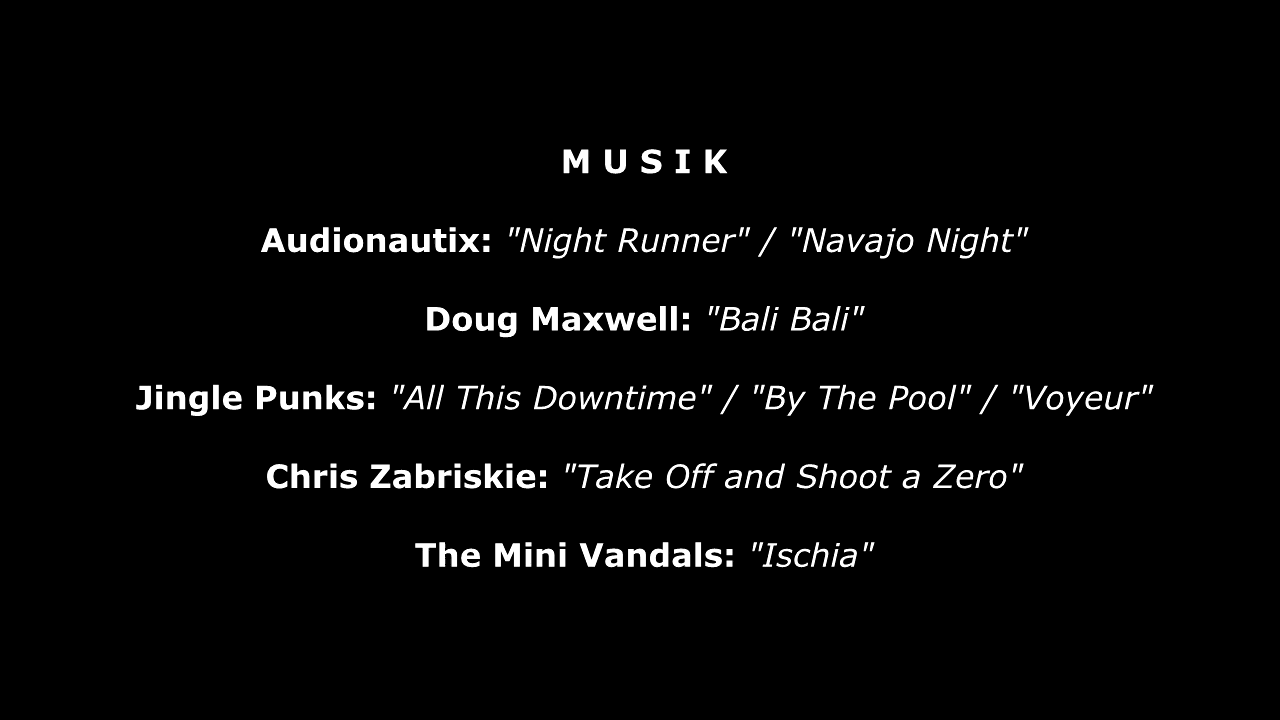 M U S I K
Audionautix: "Night Runner" / "Navajo Night"
Doug Maxwell: "Bali Bali"
Jingle Punks: "All This Downtime" / "By The Pool" / "Voyeur"
Chris Zabriskie: "Take Off and Shoot a Zero"
The Mini Vandals: "Ischia"